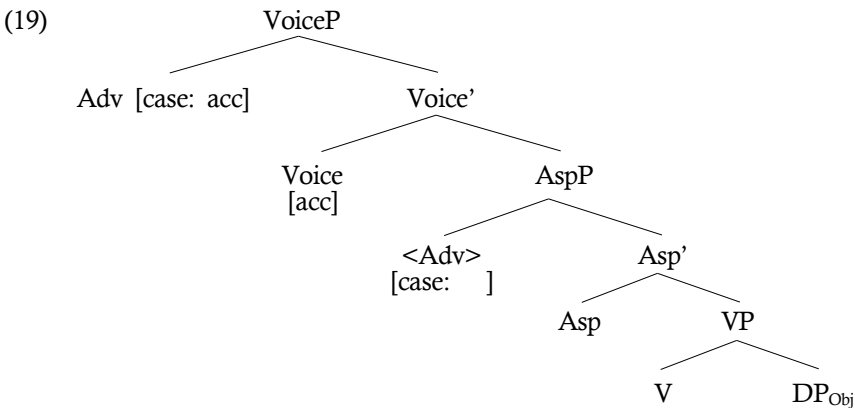 (19) VoiceP
Adv [case: acc] Voice’
Voice AspP
[acc]
<Adv> Asp’
[case: ]
Asp VP
V DPObj